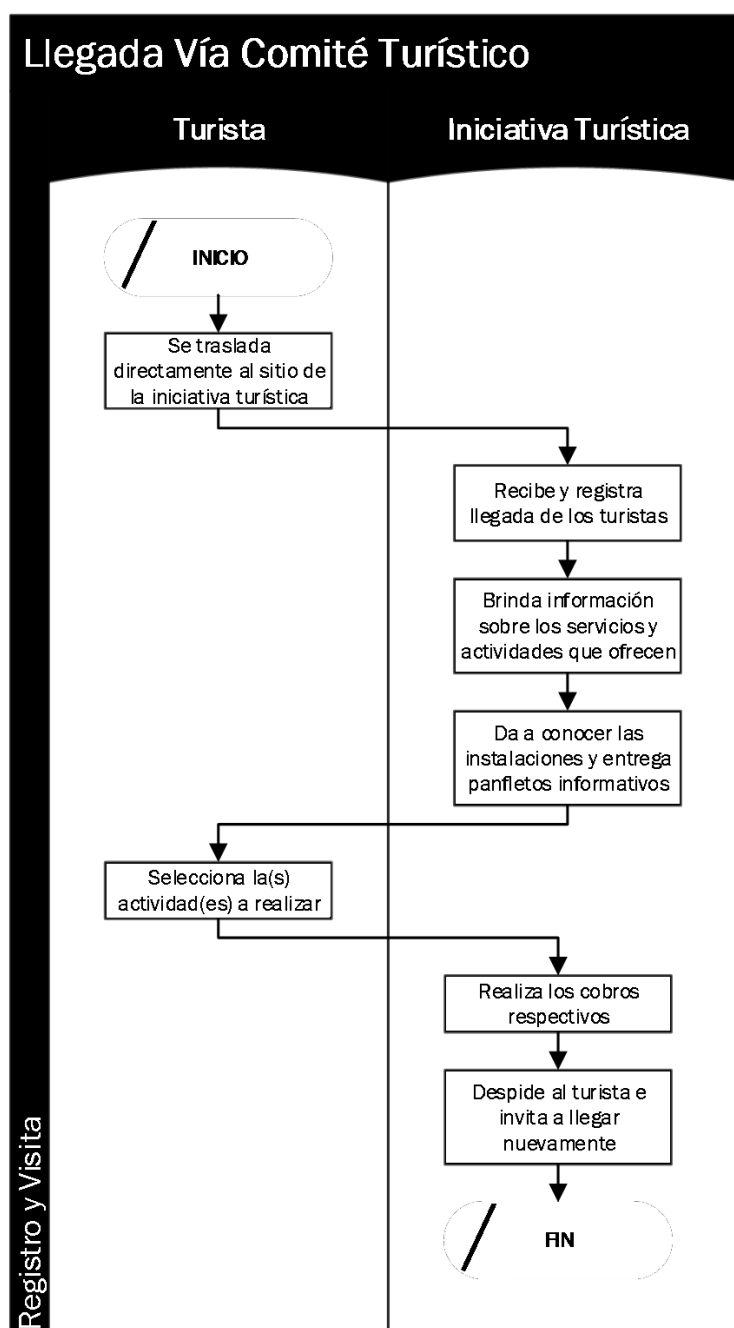 Llegada Vía Comité Turístico
Turista
Iniciativa Turística
INICIO
Se traslada
directamente al sitio de
la iniciativa turística
Recibe y registra
llegada de los turistas
Brinda información
sobre los servicios y
actividades que ofrecen
Da a conocer las
instalaciones y entrega
panfletos informativos
Selecciona la(s)
actividad(es) a realizar
Realiza los cobros
respectivos
Despide al turista e
invita a llegar
nuevamente
FIN
Registro y Visita